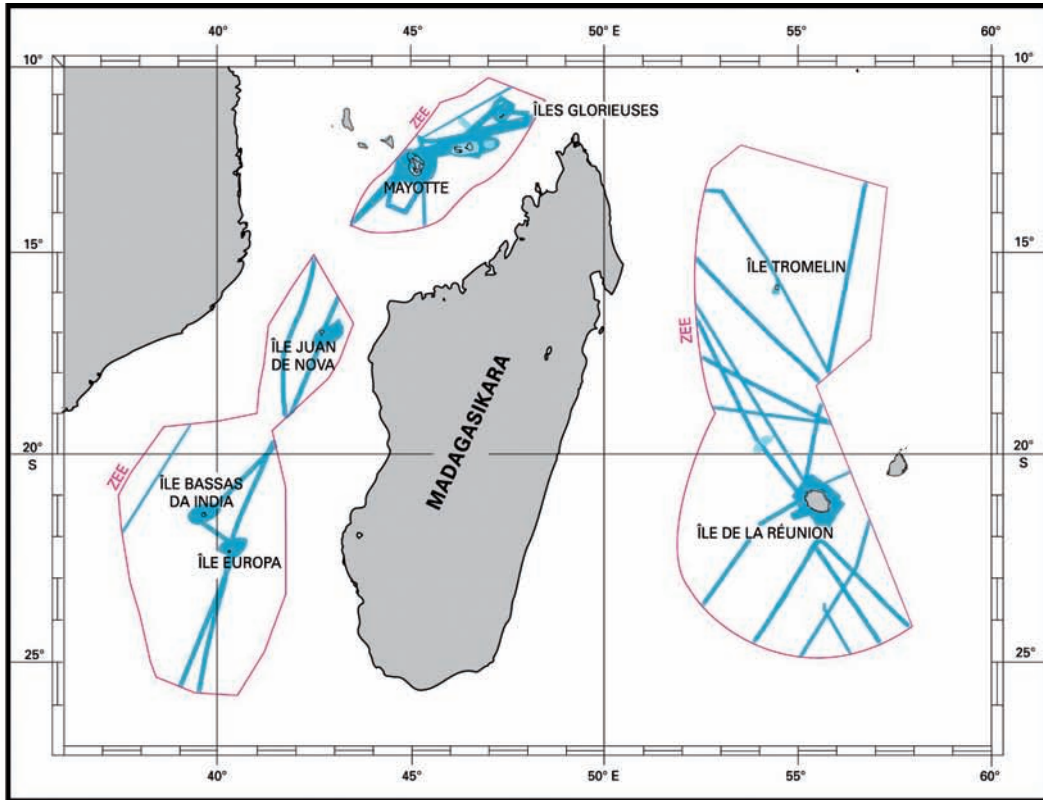 40°
45°
50° E
55°
60°
10°
10°
ZEE
ÎLES GLORIEUSES
MAYOTTE
15°
15°
ÎLE TROMELIN
ÎLE JUAN
DE NOVA
ZEE
MADAGASIKARA
20°
S
20°
S
ZEE
ÎLE BASSAS
DA INDIA
ÎLE EUROPA
ÎLE DE LA RÉUNION
25°
25°
40°
45°
50° E
55°
60°